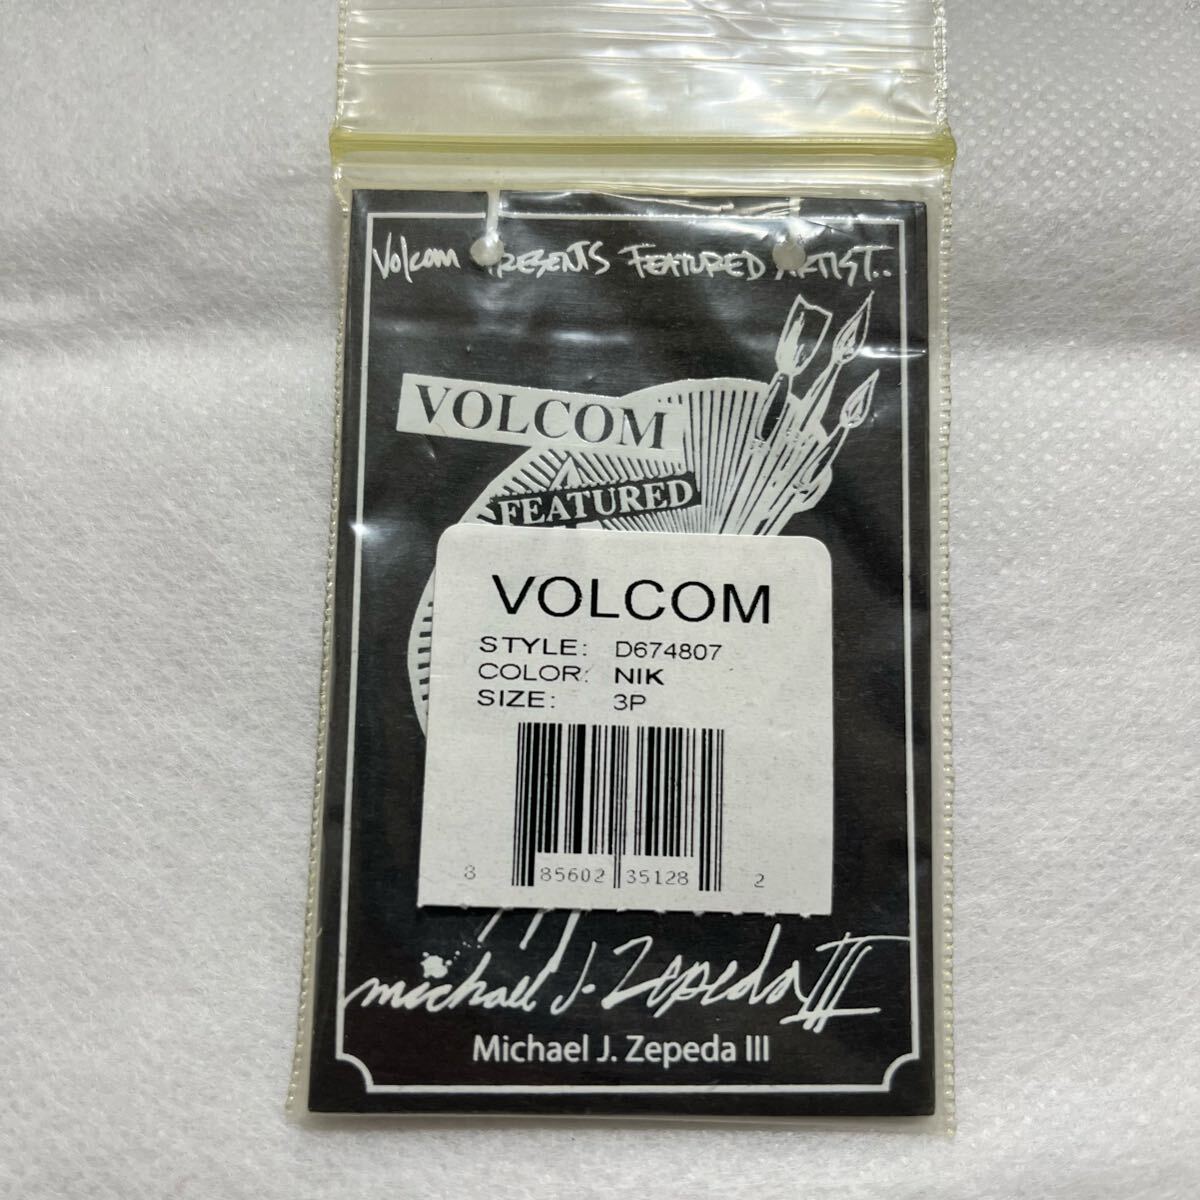 Volcom PRESENTS FEATURED ARTIST..
VOLCOM
FEATURED
VOLCOM
STYLE: D674807
COLOR: NIK
SIZE: 3P
8 85602 35128 2
michael J. Zepeda III
Michael J. Zepeda III